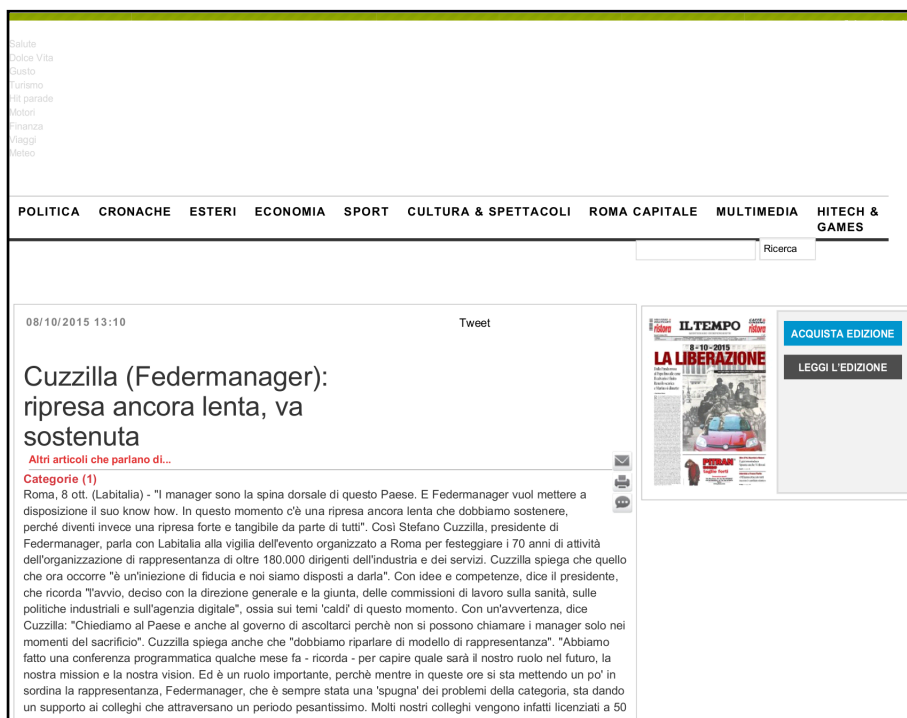 Salute
Dolce Vita
Gusto
Turismo
Hit parade
Motori
Finanza
Viaggi
Meteo
POLITICA CRONACHE ESTERI ECONOMIA SPORT CULTURA & SPETTACOLI ROMA CAPITALE MULTIMEDIA HITECH &
GAMES
Ricerca
08/10/2015 13:10 Tweet
Cuzzilla (Federmanager):
ripresa ancora lenta, va
sostenuta
Altri articoli che parlano di...
Categorie (1)
Roma, 8 ott. (Labitalia) - "I manager sono la spina dorsale di questo Paese. E Federmanager vuol mettere a
disposizione il suo know how. In questo momento c'è una ripresa ancora lenta che dobbiamo sostenere,
perché diventi invece una ripresa forte e tangibile da parte di tutti". Così Stefano Cuzzilla, presidente di
Federmanager, parla con Labitalia alla vigilia dell'evento organizzato a Roma per festeggiare i 70 anni di attività
dell'organizzazione di rappresentanza di oltre 180.000 dirigenti dell'industria e dei servizi. Cuzzilla spiega che quello
che ora occorre "è un'iniezione di fiducia e noi siamo disposti a darla". Con idee e competenze, dice il presidente,
che ricorda "l'avvio, deciso con la direzione generale e la giunta, delle commissioni di lavoro sulla sanità, sulle
politiche industriali e sull'agenzia digitale", ossia sui temi 'caldi' di questo momento. Con un'avvertenza, dice
Cuzzilla: "Chiediamo al Paese e anche al governo di ascoltarci perchè non si possono chiamare i manager solo nei
momenti del sacrificio". Cuzzilla spiega anche che "dobbiamo riparlare di modello di rappresentanza". "Abbiamo
fatto una conferenza programmatica qualche mese fa - ricorda - per capire quale sarà il nostro ruolo nel futuro, la
nostra mission e la nostra vision. Ed è un ruolo importante, perchè mentre in queste ore si sta mettendo un po' in
sordina la rappresentanza, Federmanager, che è sempre stata una 'spugna' dei problemi della categoria, sta dando
un supporto ai colleghi che attraversano un periodo pesantissimo. Molti nostri colleghi vengono infatti licenziati a 50
ristora IL TEMPO ristora
8-10-2015
LA LIBERAZIONE
PITRAN
taglie forti
ACQUISTA EDIZIONE
LEGGI L'EDIZIONE